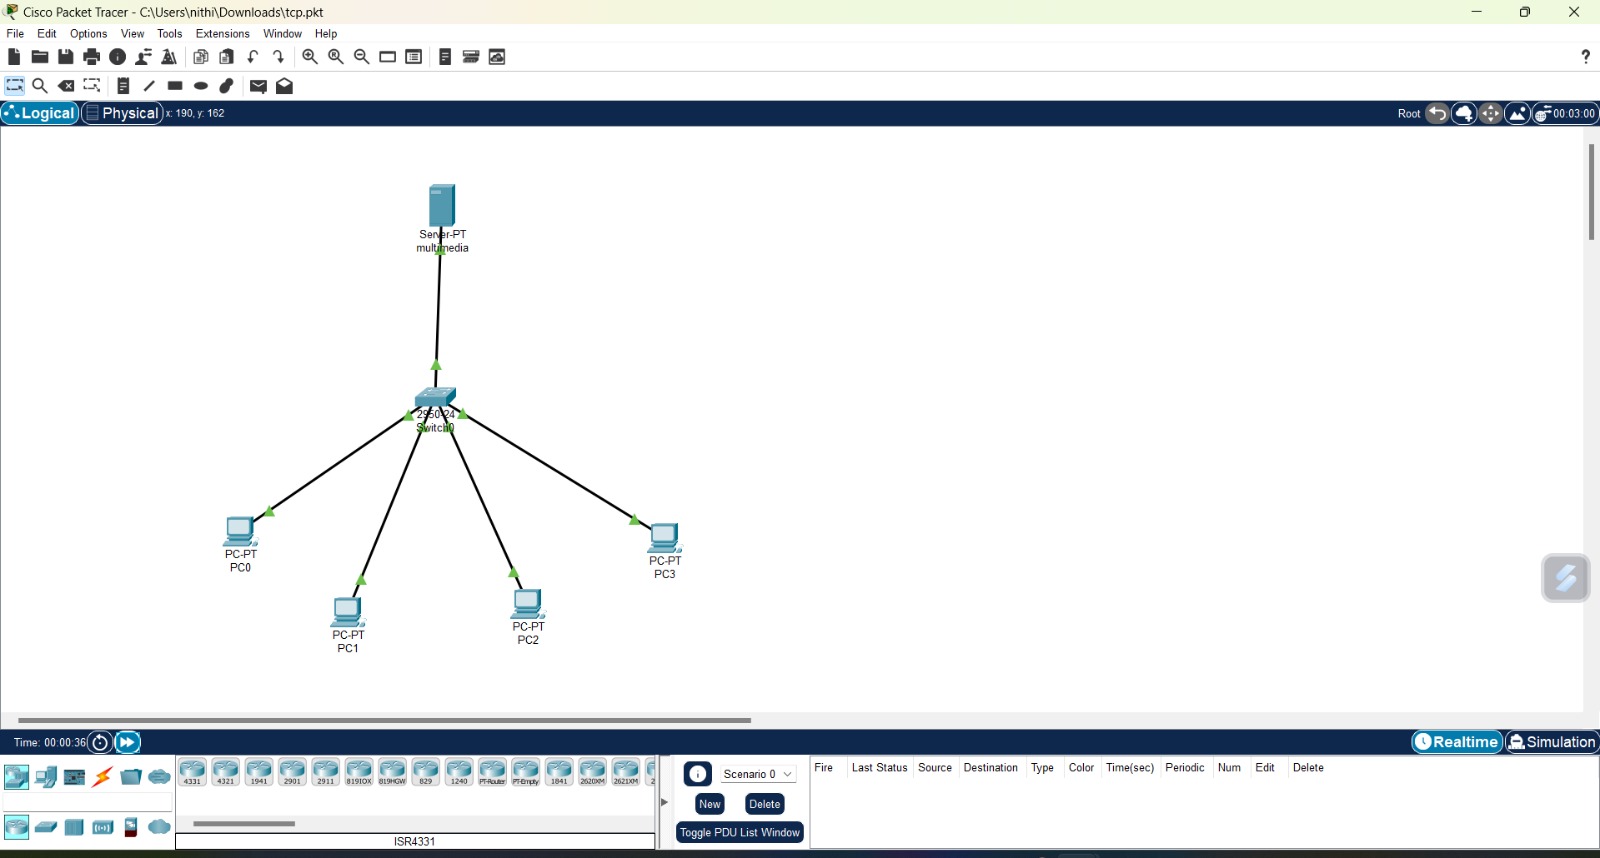 Cisco Packet Tracer - C:\Users\nithi\Downloads\tcp.pkt
File Edit Options View Tools Extensions Window Help
?
Logical Physical x: 190, y: 162 Root 00:03:00
Server-PT
multimedia
2950-24
Switch0
PC-PT
PC0
PC-PT
PC3
PC-PT
PC2
PC-PT
PC1
Time: 00:00:36 Realtime Simulation
4331 4321 1941 2901 2911 819IOX 819HGW 829 1240 PT-Router PT-Empty 1841 2620XM 2621XM 2
ISR4331
Scenario 0
New Delete
Toggle PDU List Window
Fire Last Status Source Destination Type Color Time(sec) Periodic Num Edit Delete